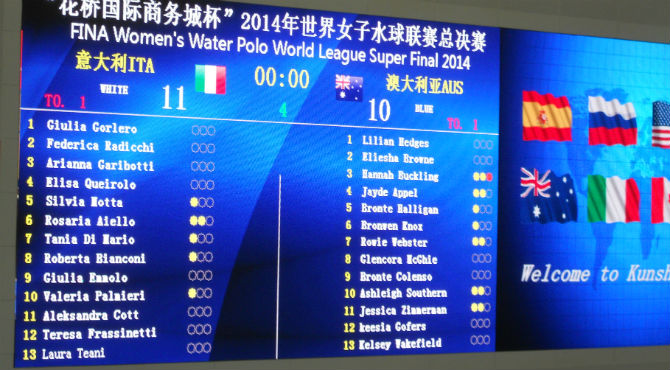 “花桥国际商务城杯”2014年世界女子水球联赛总决赛
FINA Women's Water Polo World League Super Final 2014
意大利ITA
00:00
澳大利亚AUS
TO. 1
WHITE
11
4
10
BLUE
TO. 1
1 Giulia Gorlero
2 Federica Radicchi
3 Arianna Garibotti
4 Elisa Queirolo
5 Silvia Motta
6 Rosaria Aiello
7 Tania Di Mario
8 Roberta Bianconi
9 Giulia Emmolo
10 Valeria Palmieri
11 Aleksandra Cott
12 Teresa Frassinetti
13 Laura Teani
1 Lilian Hedges
2 Eliesha Browne
3 Hannah Buckling
4 Jayde Appel
5 Bronte Halligan
6 Bronwen Knox
7 Rowie Webster
8 Glencora McGhie
9 Bronte Colenso
10 Ashleigh Southern
11 Jessica Zimmerman
12 keesia Gofers
13 Kelsey Wakefield
Welcome to Kunsh